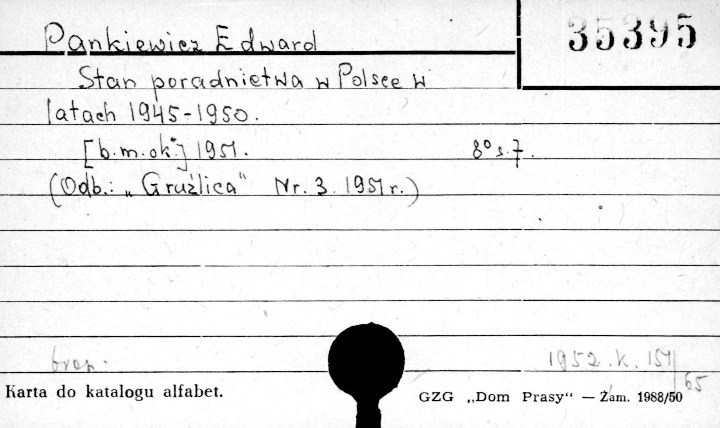 35395
Pankiewicz Edward
Stan poradnictwa w Polsce w
latach 1945-1950.
[b.m.ok.] 1951. 8° s.7.
(Odb.: „Gruźlica" Nr. 3. 1951 r.)
brosz.
1952.K.151/65
Karta do katalogu alfabet.
GZG „Dom Prasy“ — Zam. 1988/50